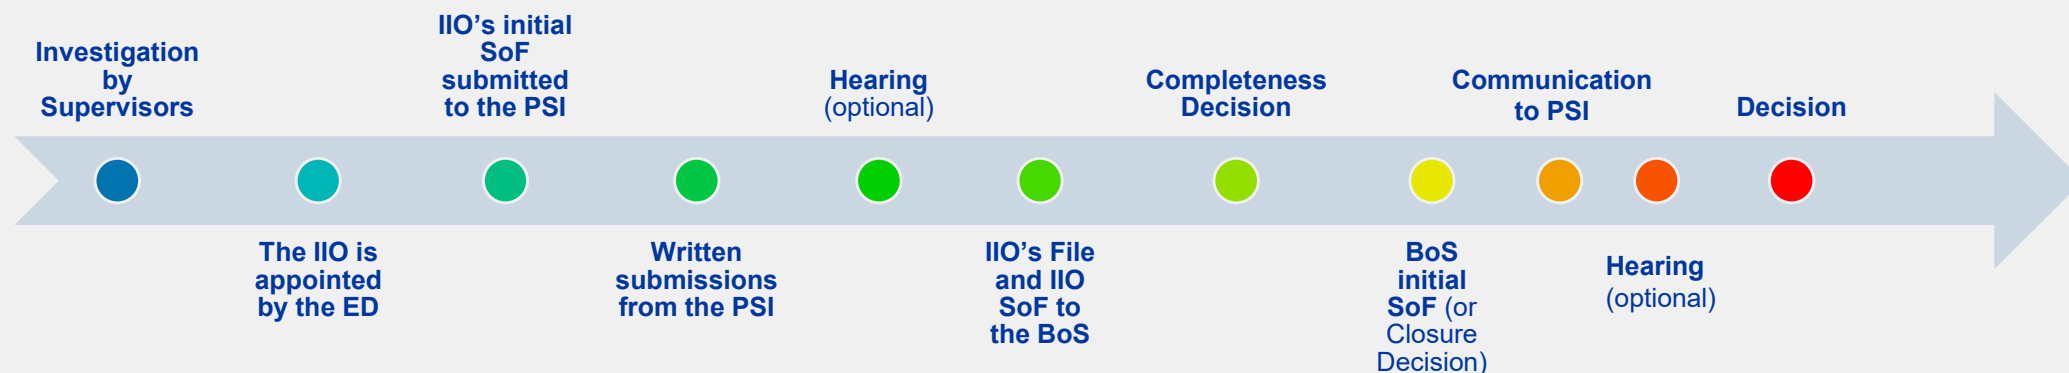 Investigation
by
Supervisors
The IIO is
appointed
by the ED
IIO’s initial
SoF
submitted
to the PSI
Written
submissions
from the PSI
Hearing
(optional)
IIO’s File
and IIO
SoF to
the BoS
Completeness
Decision
BoS
initial
SoF (or
Closure
Decision)
Communication
to PSI
Hearing
(optional)
Decision